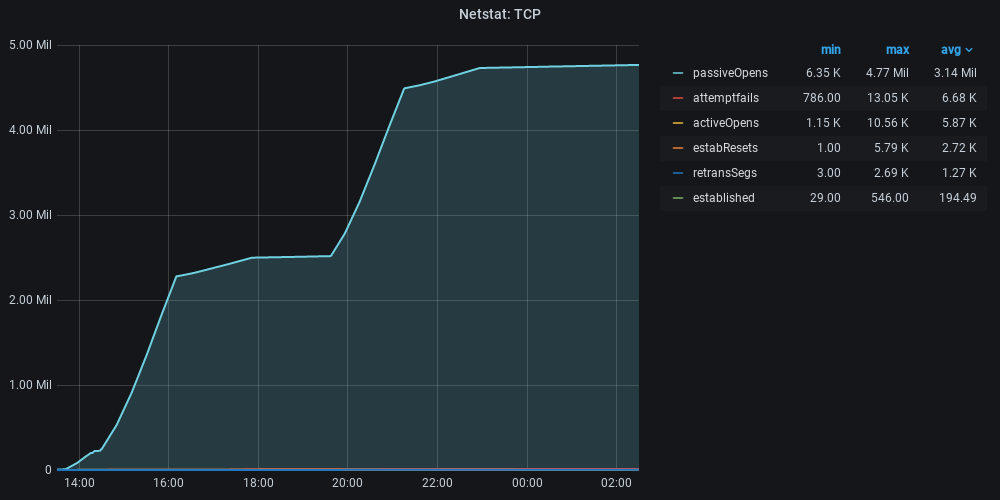 Netstat: TCP
5.00 Mil
4.00 Mil
3.00 Mil
2.00 Mil
1.00 Mil
0
14:00 16:00 18:00 20:00 22:00 00:00 02:00
min max avg
passiveOpens 6.35 K 4.77 Mil 3.14 Mil
attemptfails 786.00 13.05 K 6.68 K
activeOpens 1.15 K 10.56 K 5.87 K
estabResets 1.00 5.79 K 2.72 K
retransSegs 3.00 2.69 K 1.27 K
established 29.00 546.00 194.49